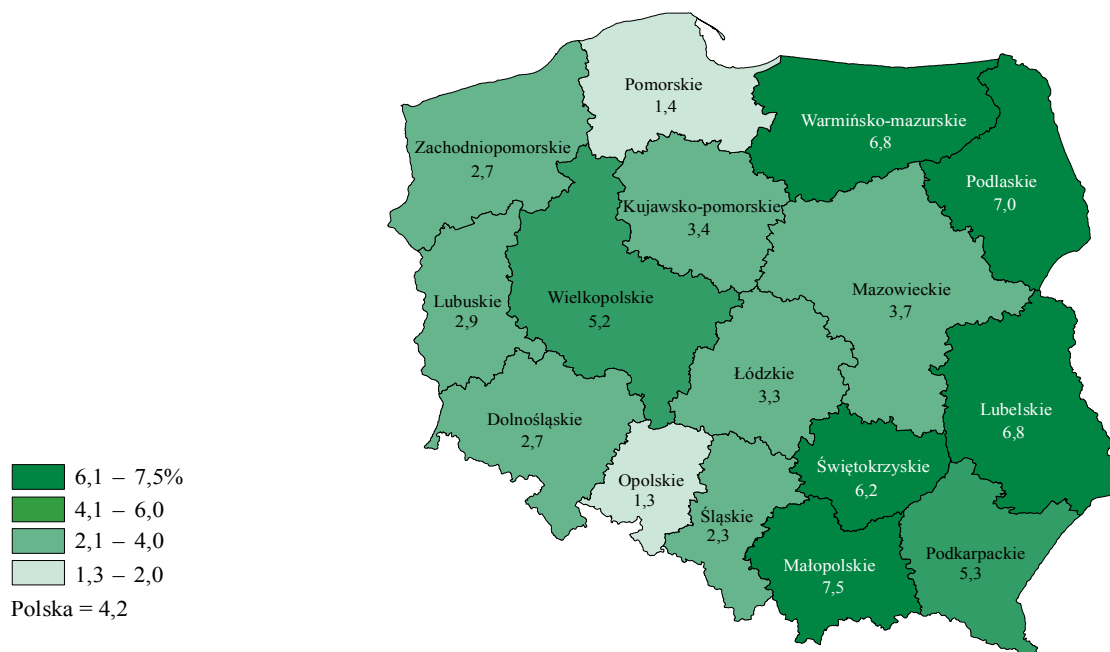 Pomorskie
1,4
Warmińsko-mazurskie
6,8
Zachodniopomorskie
2,7
Podlaskie
7,0
Kujawsko-pomorskie
3,4
Mazowieckie
3,7
Lubuskie
2,9
Wielkopolskie
5,2
Łódzkie
3,3
Lubelskie
6,8
Dolnośląskie
2,7
Świętokrzyskie
6,2
Opolskie
1,3
Śląskie
2,3
Podkarpackie
5,3
Małopolskie
7,5
6,1 – 7,5%
4,1 – 6,0
2,1 – 4,0
1,3 – 2,0
Polska = 4,2